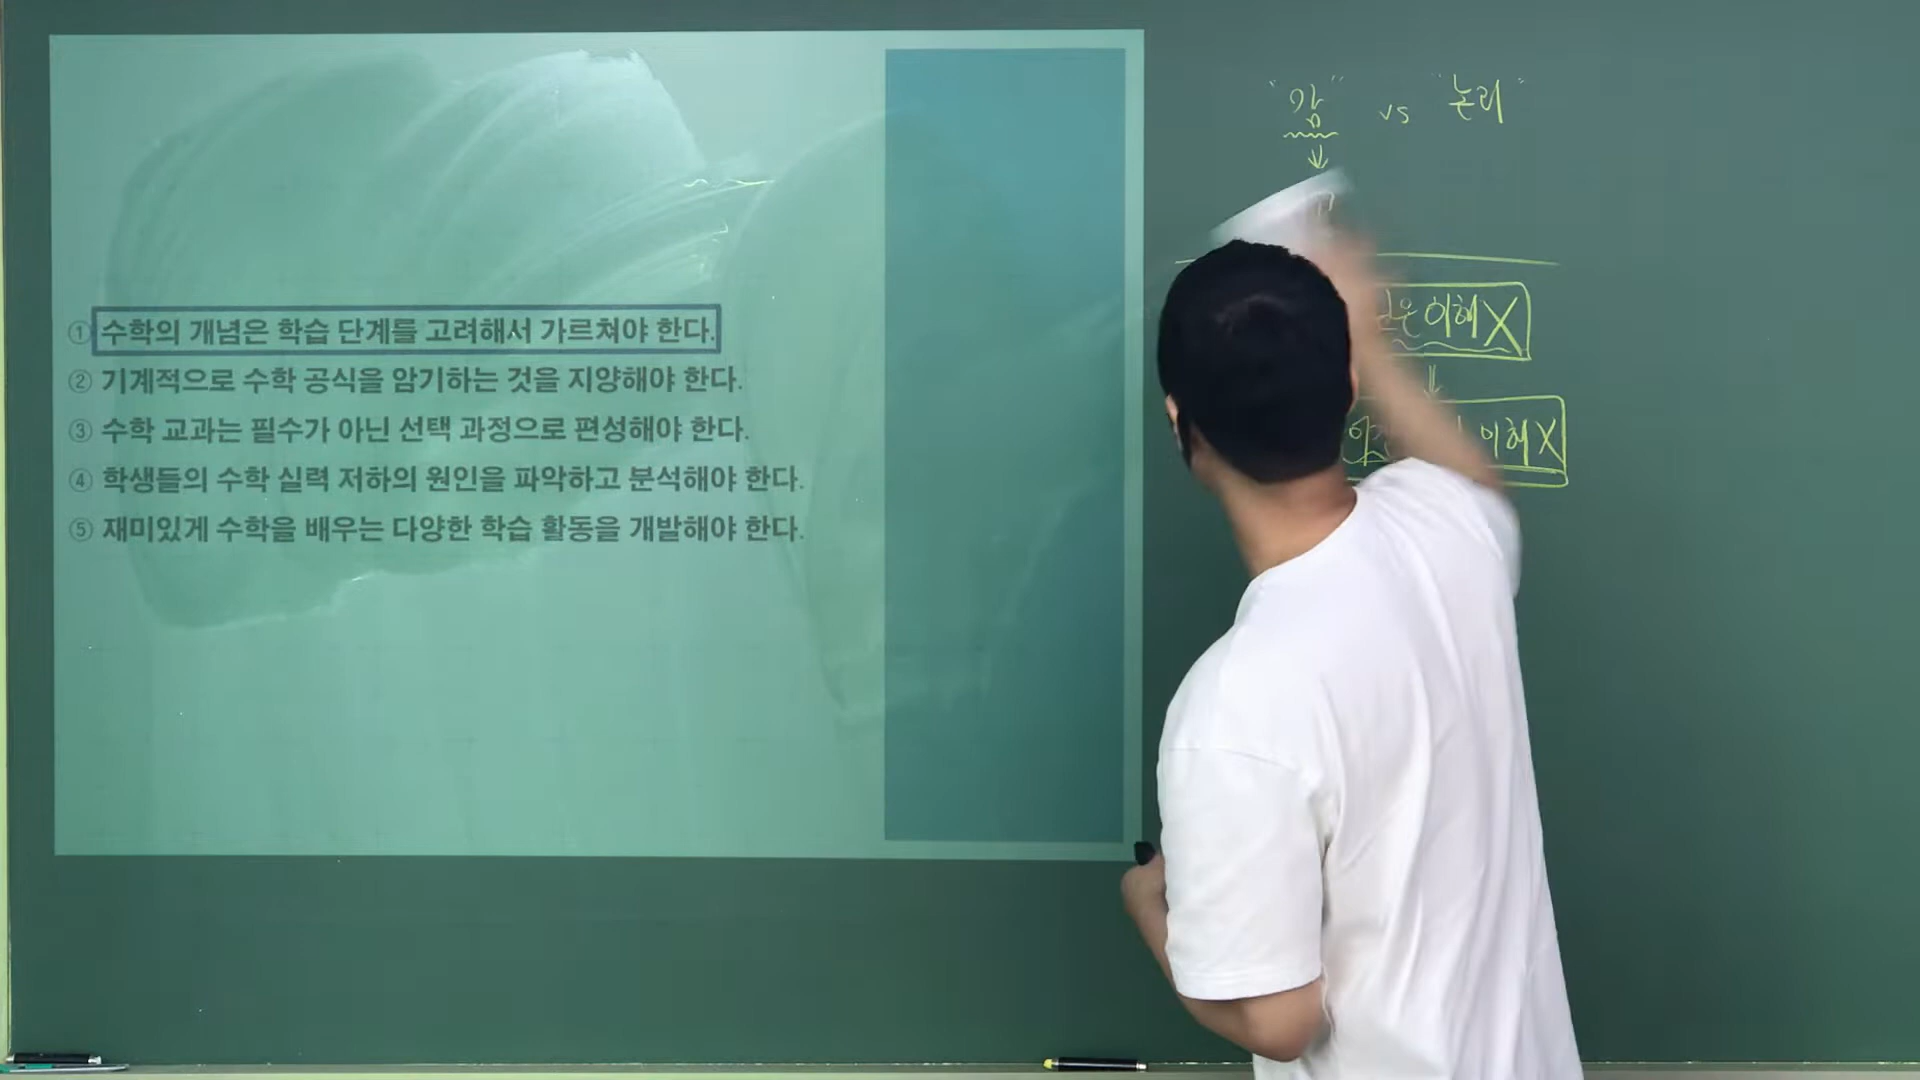 ① 수학의 개념은 학습 단계를 고려해서 가르쳐야 한다.
② 기계적으로 수학 공식을 암기하는 것을 지양해야 한다.
③ 수학 교과는 필수가 아닌 선택 과정으로 편성해야 한다.
④ 학생들의 수학 실력 저하의 원인을 파악하고 분석해야 한다.
⑤ 재미있게 수학을 배우는 다양한 학습 활동을 개발해야 한다.
"감" vs "논리"
이해 X
이해 X